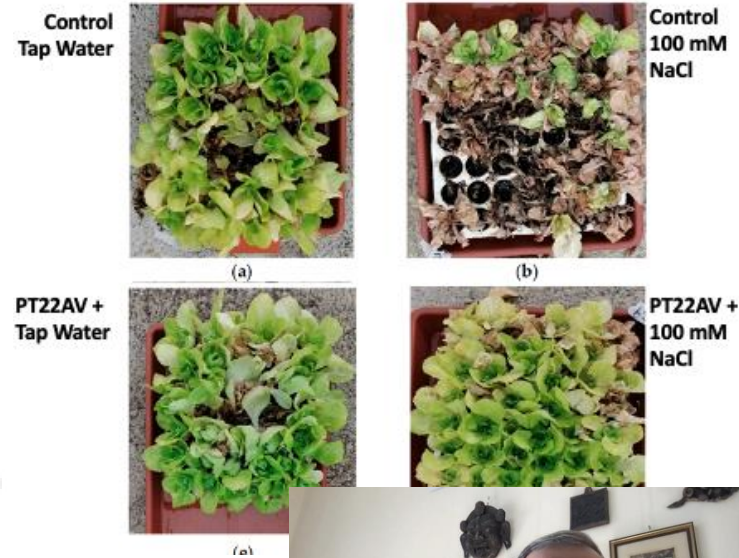 Control
Tap Water
Control
100 mM
NaCl
(a)
(b)
PT22AV +
Tap Water
PT22AV +
100 mM
NaCl